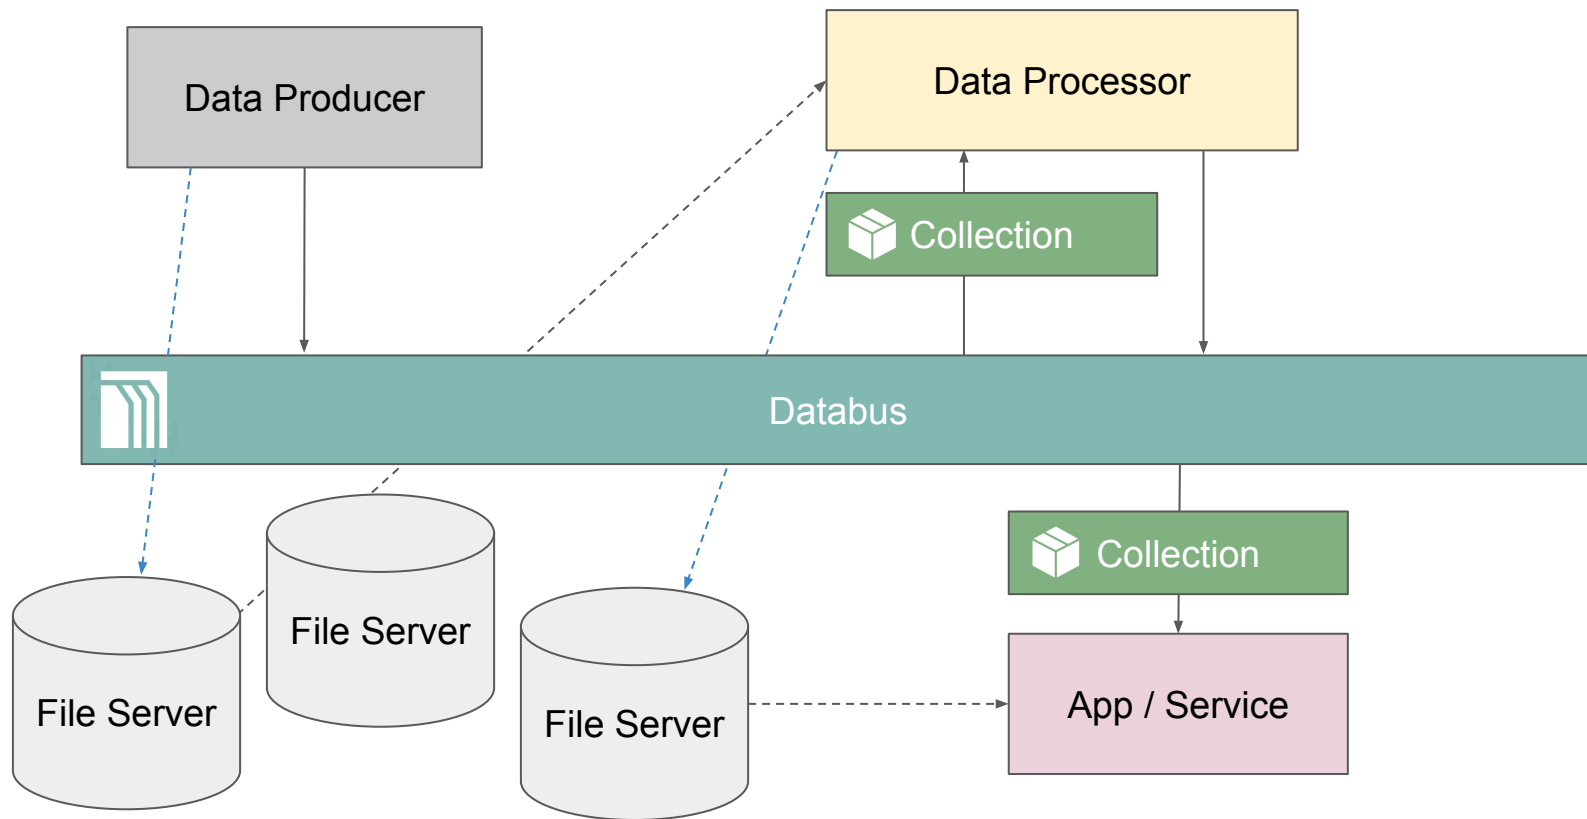 Data Producer
Data Processor
Collection
Databus
Collection
File Server
File Server
File Server
App / Service